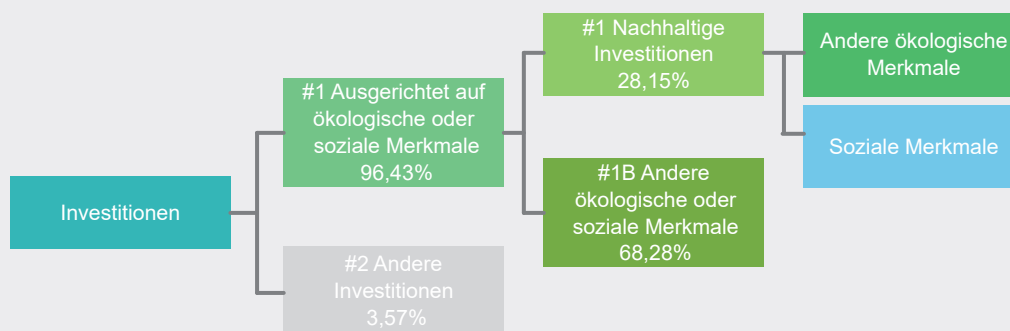 Investitionen
#1 Ausgerichtet auf
ökologische oder
soziale Merkmale
96,43%
#2 Andere
Investitionen
3,57%
#1 Nachhaltige
Investitionen
28,15%
#1B Andere
ökologische oder
soziale Merkmale
68,28%
Andere ökologische
Merkmale
Soziale Merkmale